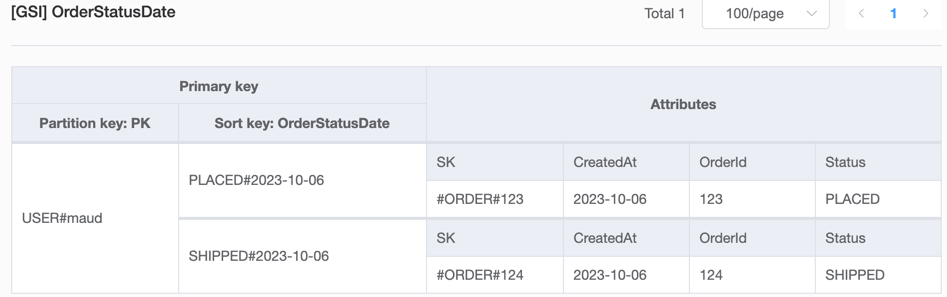 [GSI] OrderStatusDate
Total 1 100/page 1
Primary key
Attributes
Partition key: PK Sort key: OrderStatusDate
SK CreatedAt OrderId Status
PLACED#2023-10-06
#ORDER#123 2023-10-06 123 PLACED
USER#maud
SK CreatedAt OrderId Status
SHIPPED#2023-10-06
#ORDER#124 2023-10-06 124 SHIPPED